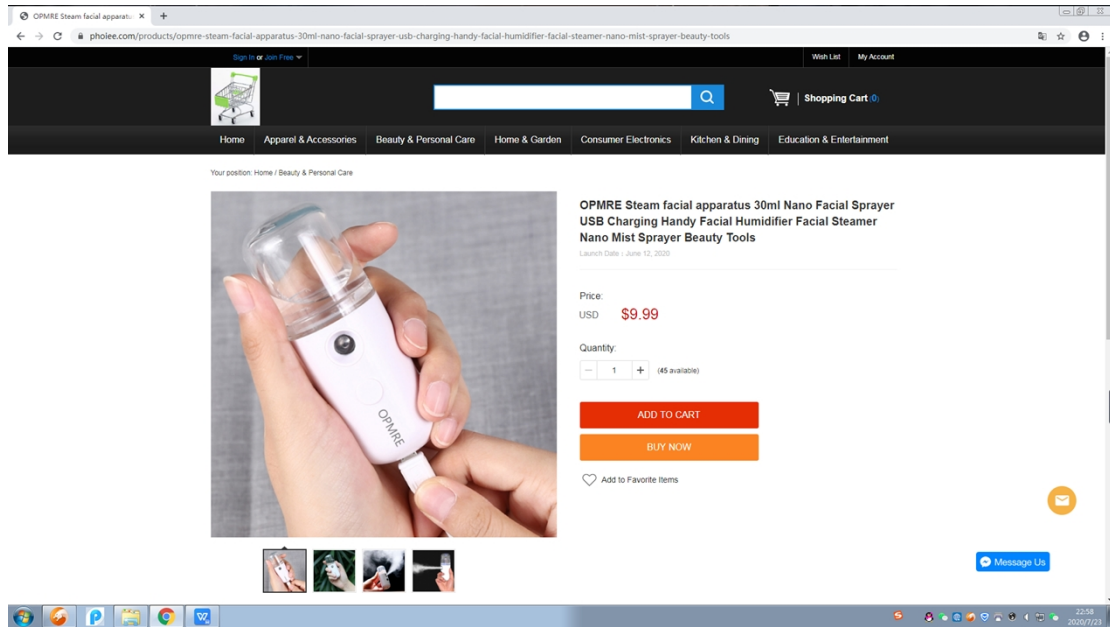 OPMRE Steam facial apparatu
phoiee.com/products/opmre-steam-facial-apparatus-30ml-nano-facial-sprayer-usb-charging-handy-facial-humidifier-facial-steamer-nano-mist-sprayer-beauty-tools
Sign In or Join Free
Wish List My Account
Shopping Cart (0)
Home Apparel & Accessories Beauty & Personal Care Home & Garden Consumer Electronics Kitchen & Dining Education & Entertainment
Your position: Home / Beauty & Personal Care
OPMRE
OPMRE Steam facial apparatus 30ml Nano Facial Sprayer
USB Charging Handy Facial Humidifier Facial Steamer
Nano Mist Sprayer Beauty Tools
Launch Date : June 12, 2020
Price:
USD $9.99
Quantity:
1 (45 available)
ADD TO CART
BUY NOW
Add to Favorite Items
Message Us
22:58
2020/7/23